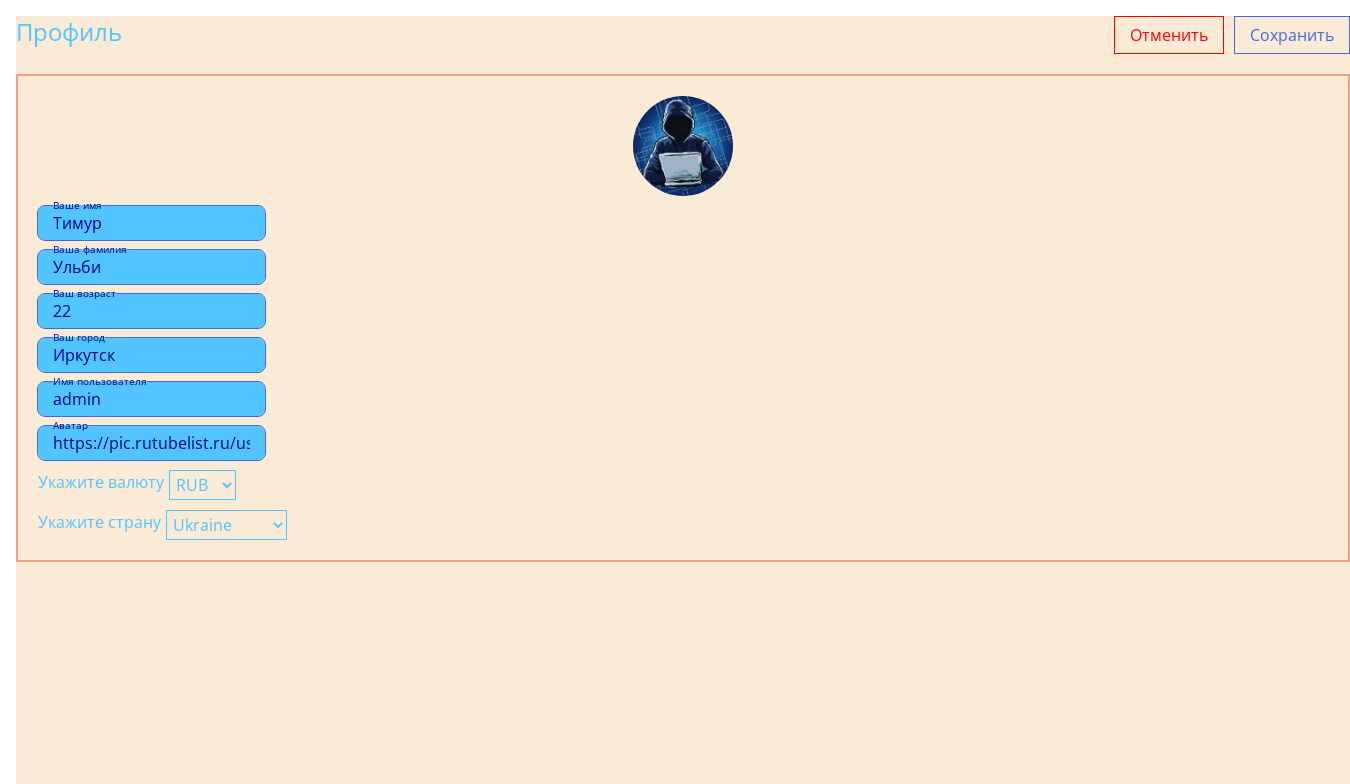 Профиль
Отменить
Сохранить
Ваше имя
Тимур
Ваша фамилия
Ульби
Ваш возраст
22
Ваш город
Иркутск
Имя пользователя
admin
Аватар
https://pic.rutubelist.ru/us
Укажите валюту RUB
Укажите страну Ukraine